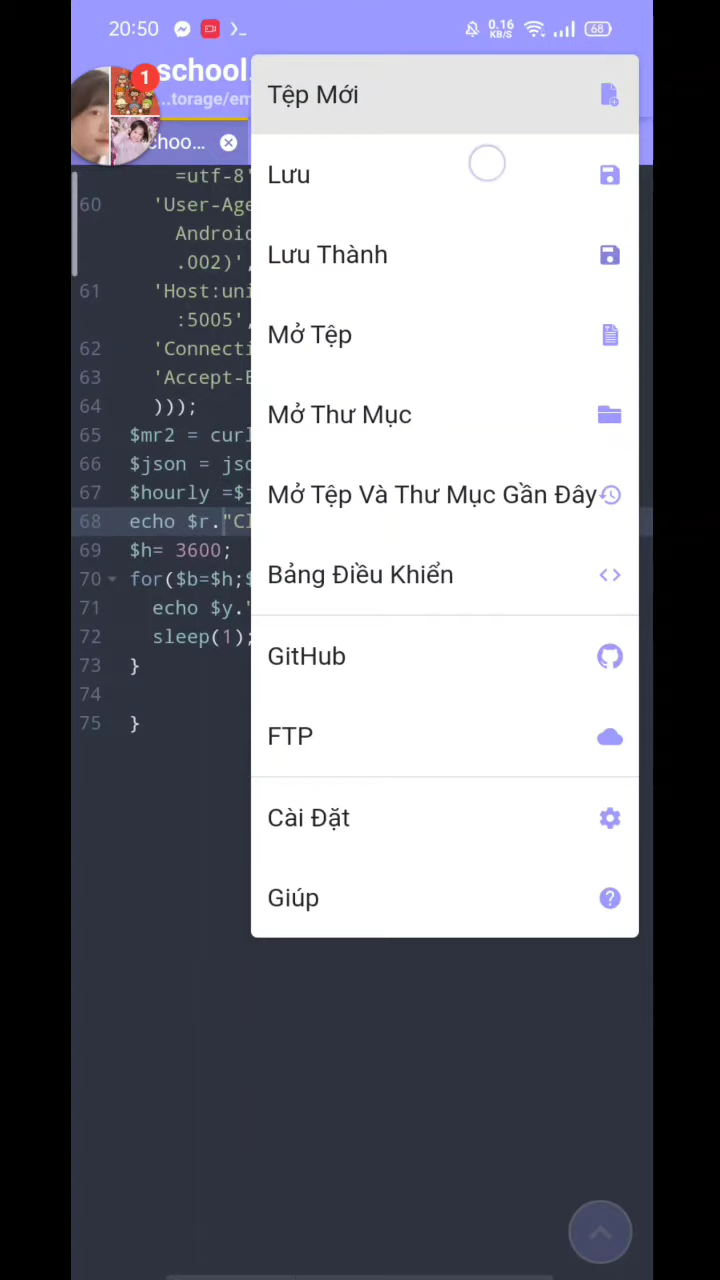 20:50
0.16
KB/S
68
1
school.
...torage/em
choo...
=utf-8'
60 'User-Age
Android
.002)',
61 'Host:uni
:5005',
62 'Connecti
63 'Accept-E
64 )));
65 $mr2 = curl
66 $json = jso
67 $hourly =$j
68 echo $r."Cl
69 $h= 3600;
70 for($b=$h;$
71 echo $y.'
72 sleep(1);
73 }
74
75 }
Tệp Mới
Lưu
Lưu Thành
Mở Tệp
Mở Thư Mục
Mở Tệp Và Thư Mục Gần Đây
Bảng Điều Khiển
GitHub
FTP
Cài Đặt
Giúp